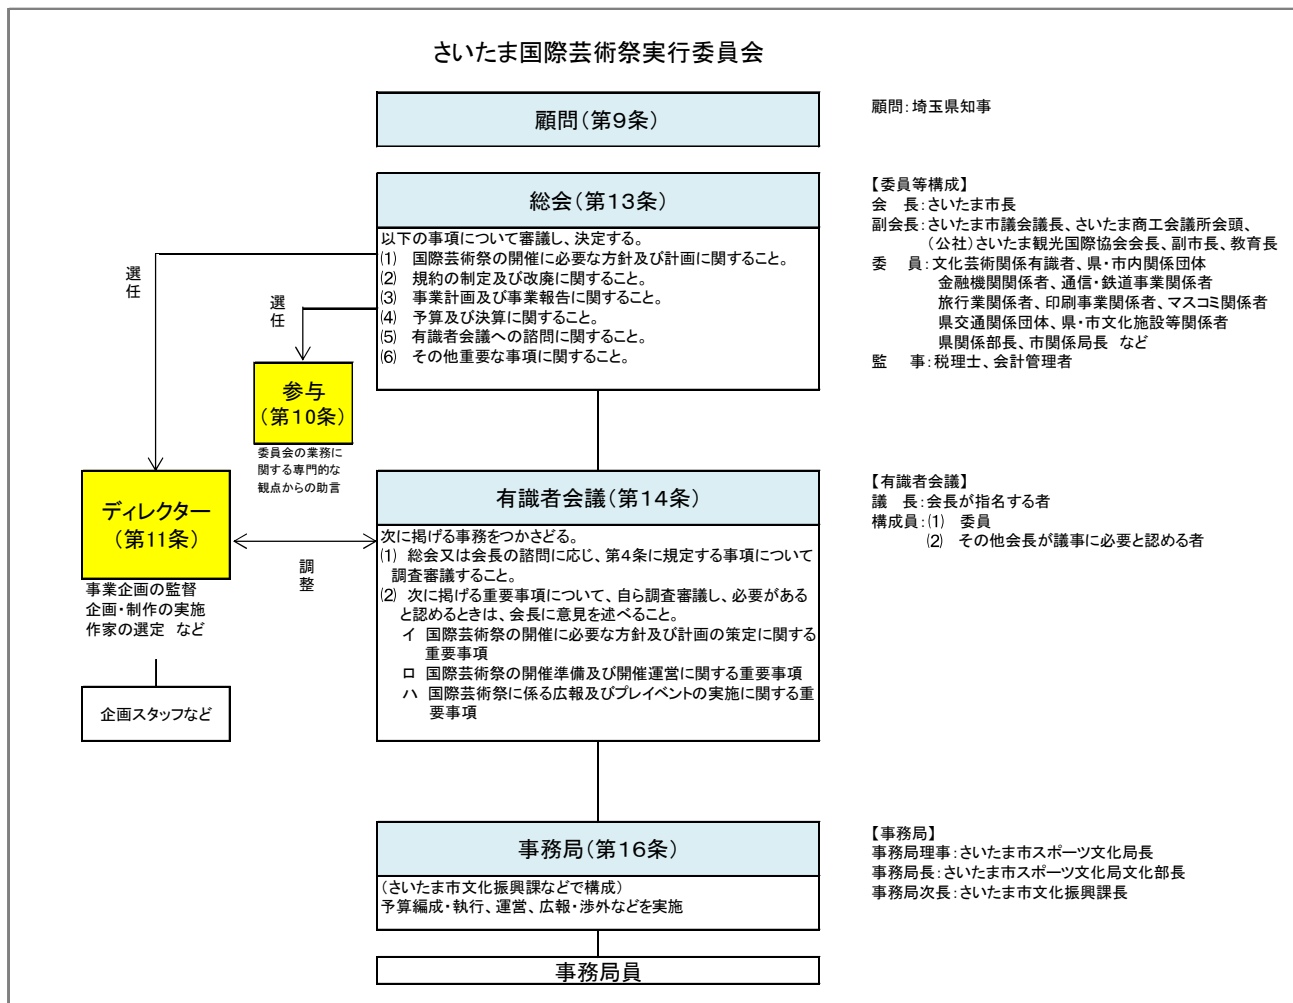 さいたま国際芸術祭実行委員会
顧問(第9条)
顧問:埼玉県知事
総会(第13条)
以下の事項について審議し、決定する。
⑴ 国際芸術祭の開催に必要な方針及び計画に関すること。
⑵ 規約の制定及び改廃に関すること。
⑶ 事業計画及び事業報告に関すること。
⑷ 予算及び決算に関すること。
⑸ 有識者会議への諮問に関すること。
⑹ その他重要な事項に関すること。
【委員等構成】
会 長:さいたま市長
副会長:さいたま市議会議長、さいたま商工会議所会頭、
(公社)さいたま観光国際協会会長、副市長、教育長
委 員:文化芸術関係有識者、県・市内関係団体
金融機関関係者、通信・鉄道事業関係者
旅行業関係者、印刷事業関係者、マスコミ関係者
県交通関係団体、県・市文化施設等関係者
県関係部長、市関係局長 など
監 事:税理士、会計管理者
選任
選任
参与
(第10条)
委員会の業務に
関する専門的な
観点からの助言
ディレクター
(第11条)
事業企画の監督
企画・制作の実施
作家の選定 など
企画スタッフなど
調整
有識者会議(第14条)
次に掲げる事務をつかさどる。
⑴ 総会又は会長の諮問に応じ、第4条に規定する事項について
調査審議すること。
⑵ 次に掲げる重要事項について、自ら調査審議し、必要がある
と認めるときは、会長に意見を述べること。
イ 国際芸術祭の開催に必要な方針及び計画の策定に関する
重要事項
ロ 国際芸術祭の開催準備及び開催運営に関する重要事項
ハ 国際芸術祭に係る広報及びプレイベントの実施に関する重
要事項
【有識者会議】
議 長:会長が指名する者
構成員:⑴ 委員
⑵ その他会長が議事に必要と認める者
事務局(第16条)
(さいたま市文化振興課などで構成)
予算編成・執行、運営、広報・渉外などを実施
【事務局】
事務局理事:さいたま市スポーツ文化局長
事務局長:さいたま市スポーツ文化局文化部長
事務局次長:さいたま市文化振興課長
事務局員